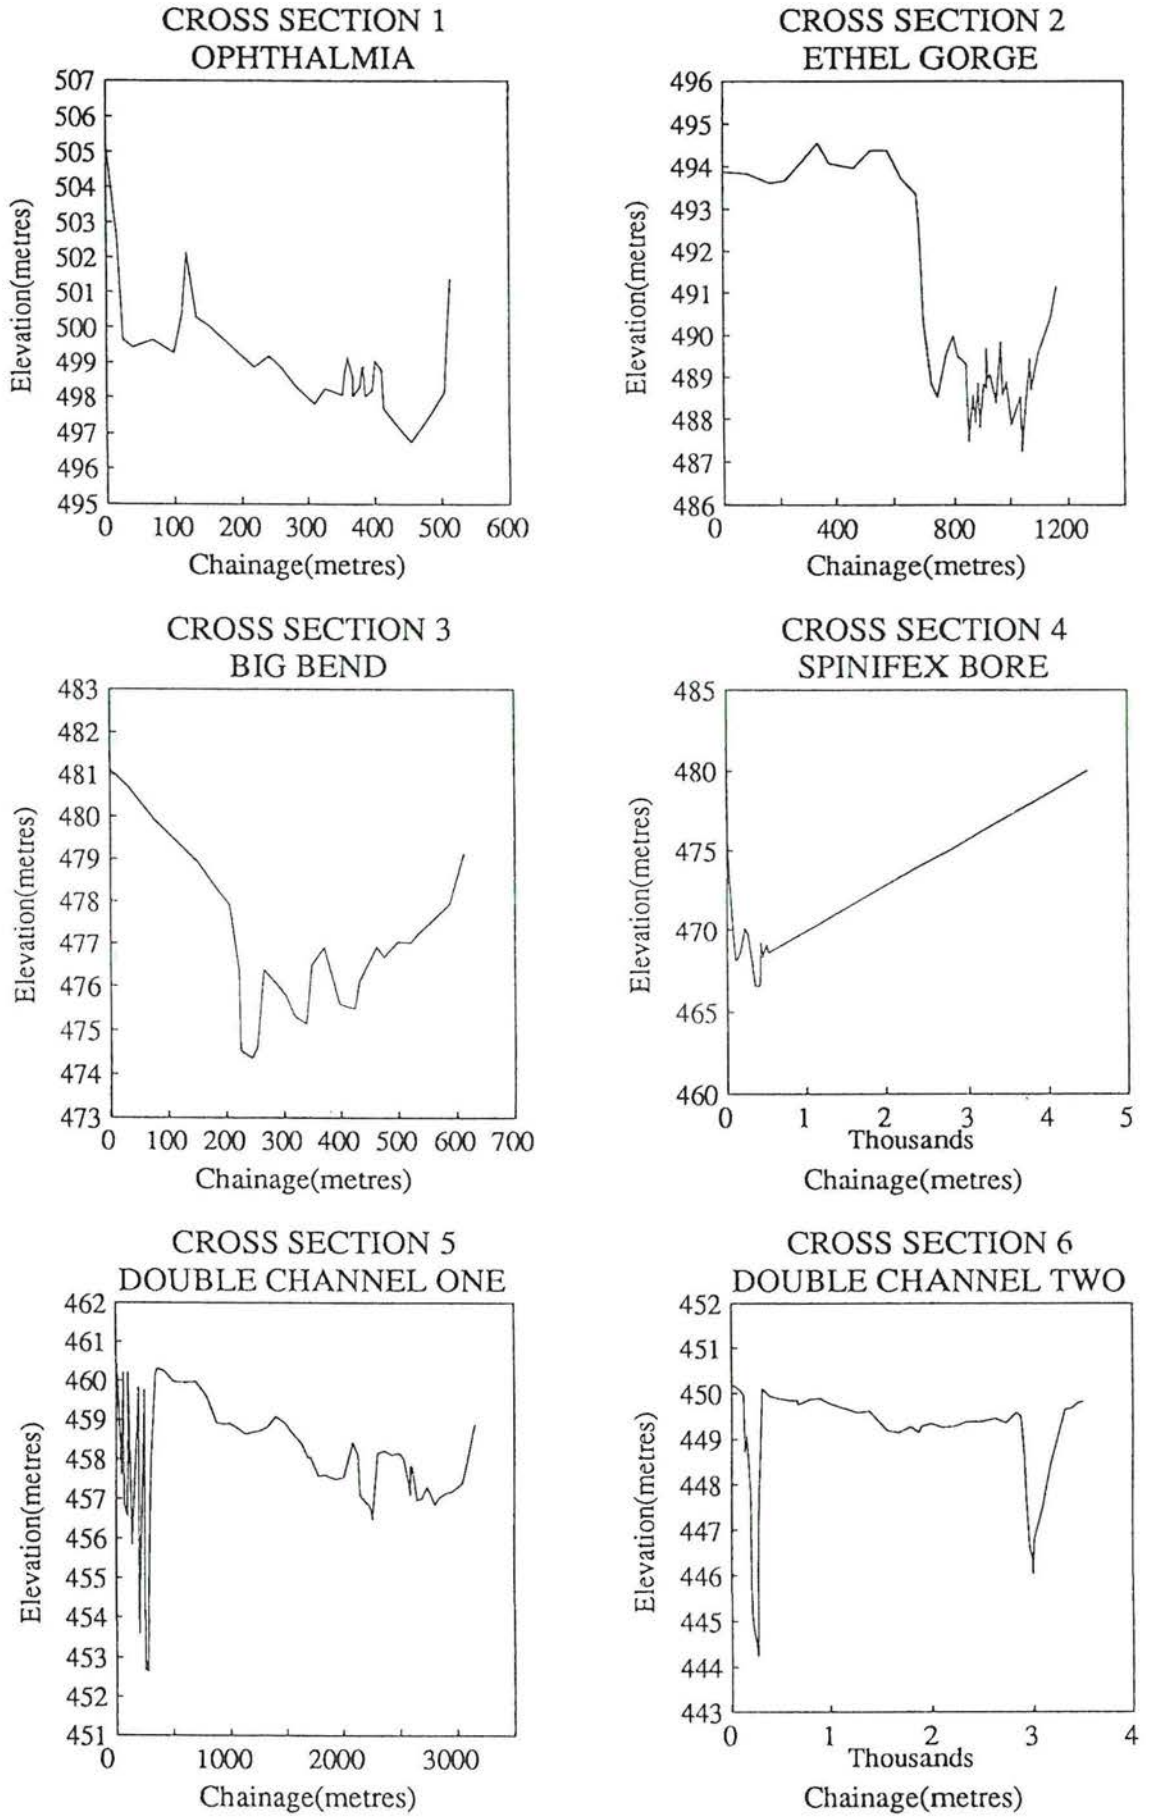 CROSS SECTION 1
OPHTHALMIA
507
506
505
504
503
502
501
500
499
498
497
496
495
Elevation(metres)
0 100 200 300 400 500 600
Chainage(metres)
CROSS SECTION 2
ETHEL GORGE
496
495
494
493
492
491
490
489
488
487
486
Elevation(metres)
0 400 800 1200
Chainage(metres)
CROSS SECTION 3
BIG BEND
483
482
481
480
479
478
477
476
475
474
473
Elevation(metres)
0 100 200 300 400 500 600 700
Chainage(metres)
CROSS SECTION 4
SPINIFEX BORE
485
480
475
470
465
460
Elevation(metres)
0 1 2 3 4 5
Thousands
Chainage(metres)
CROSS SECTION 5
DOUBLE CHANNEL ONE
462
461
460
459
458
457
456
455
454
453
452
451
Elevation(metres)
0 1000 2000 3000
Chainage(metres)
CROSS SECTION 6
DOUBLE CHANNEL TWO
452
451
450
449
448
447
446
445
444
443
Elevation(metres)
0 1 2 3 4
Thousands
Chainage(metres)